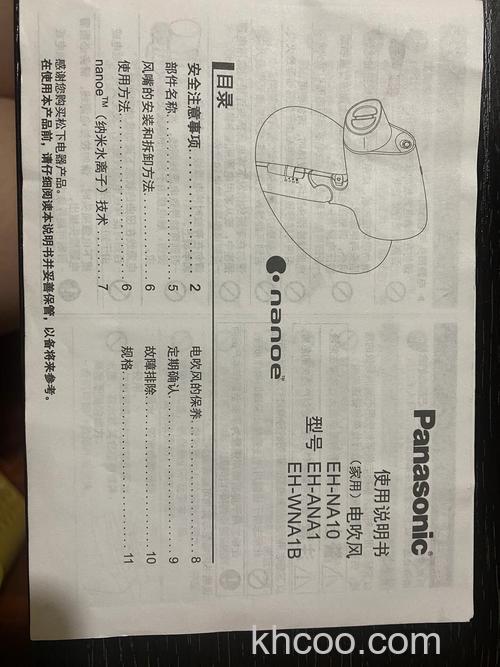 Panasonic
使用说明书
(家用) 电吹风
型号 EH-NA10
EH-ANA1
EH-WNA1B
nanoe™
目录
安全注意事项 2
部件名称 5
风嘴的安装和拆卸方法 6
使用方法 6
nanoe™（纳米水离子）技术 7
电吹风的保养 8
定期确认 9
故障排除 10
规格 11
感谢您购买松下电器产品。
在使用本产品前，请仔细阅读本说明书并妥善保管，以备将来参考。
khcoo.com